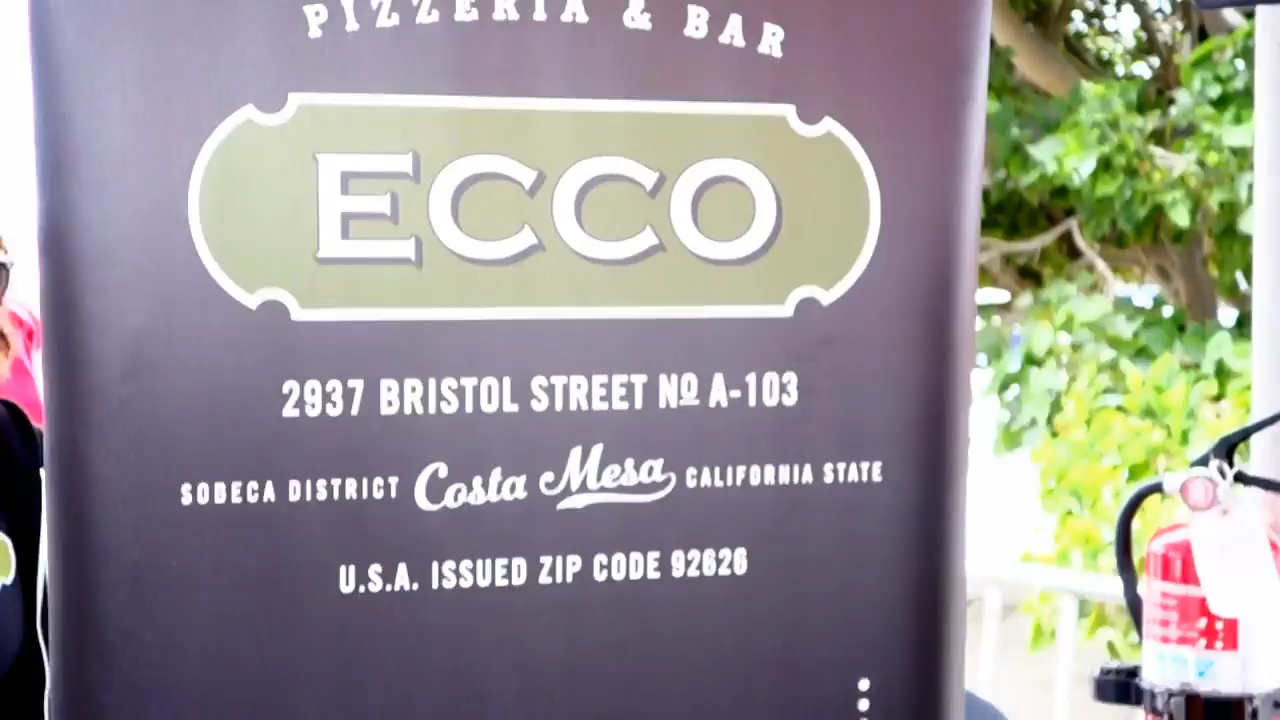 PIZZERIA & BAR
ECCO
2937 BRISTOL STREET Nº A-103
SOBECA DISTRICT Costa Mesa CALIFORNIA STATE
U.S.A. ISSUED ZIP CODE 92626